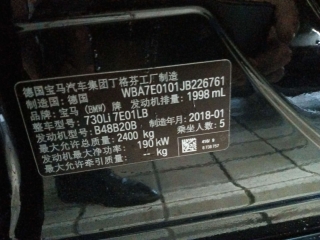 德国宝马汽车集团丁格芬工厂制造
制造国：德国 WBA7E0101JB226761
品牌：宝马 (BMW) 牌 发动机排量：1998 mL
整车型号：730Li 7E01LB
发动机型号：B48B20B 制造年月：2018-01
最大允许总质量：2400 kg 乘坐人数：5
发动机最大净功率：190 kW
最大允许牵引质量：-- kg